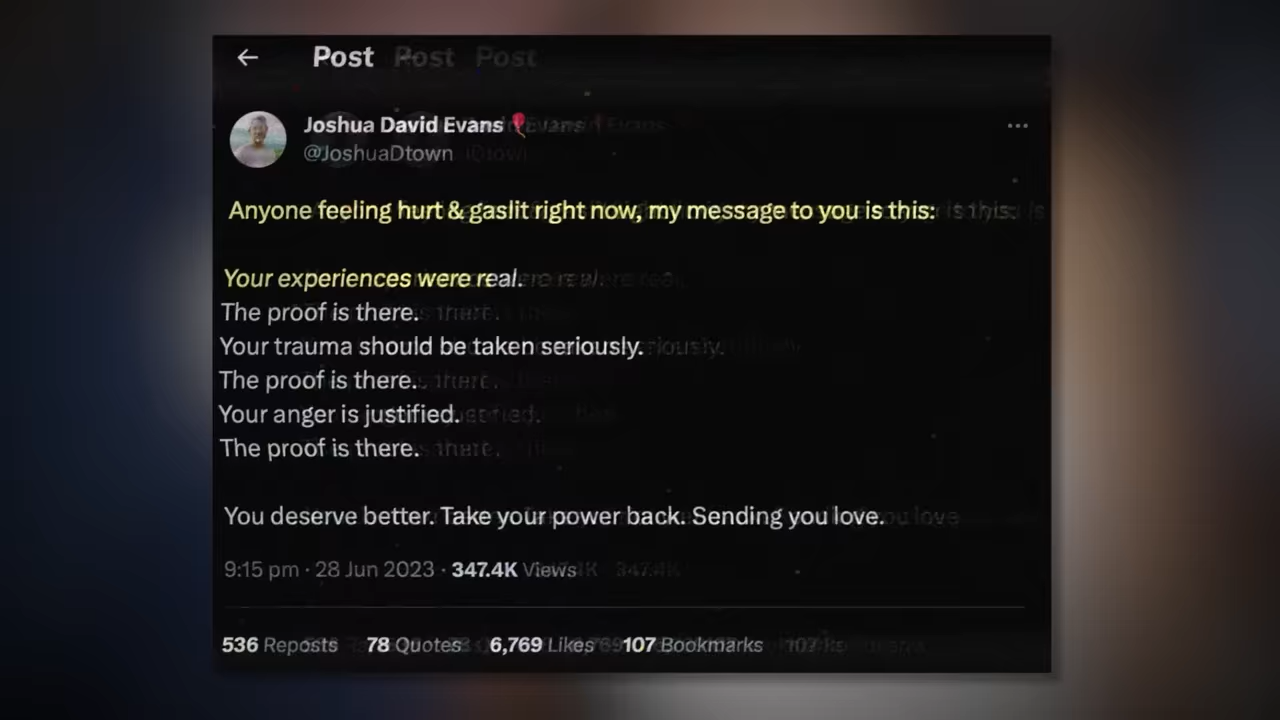 Post
Joshua David Evans
@JoshuaDtown
Anyone feeling hurt & gaslit right now, my message to you is this:
Your experiences were real.
The proof is there.
Your trauma should be taken seriously.
The proof is there.
Your anger is justified.
The proof is there.
You deserve better. Take your power back. Sending you love.
9:15 pm · 28 Jun 2023 · 347.4K Views
536 Reposts 78 Quotes 6,769 Likes 107 Bookmarks